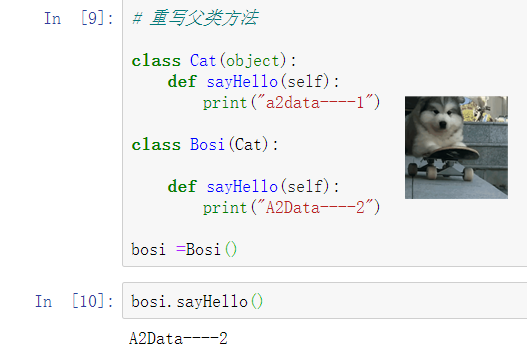 In [9]:
# 重写父类方法
class Cat(object):
def sayHello(self):
print("a2data----1")
class Bosi(Cat):
def sayHello(self):
print("A2Data----2")
bosi =Bosi()
In [10]:
bosi.sayHello()
A2Data----2